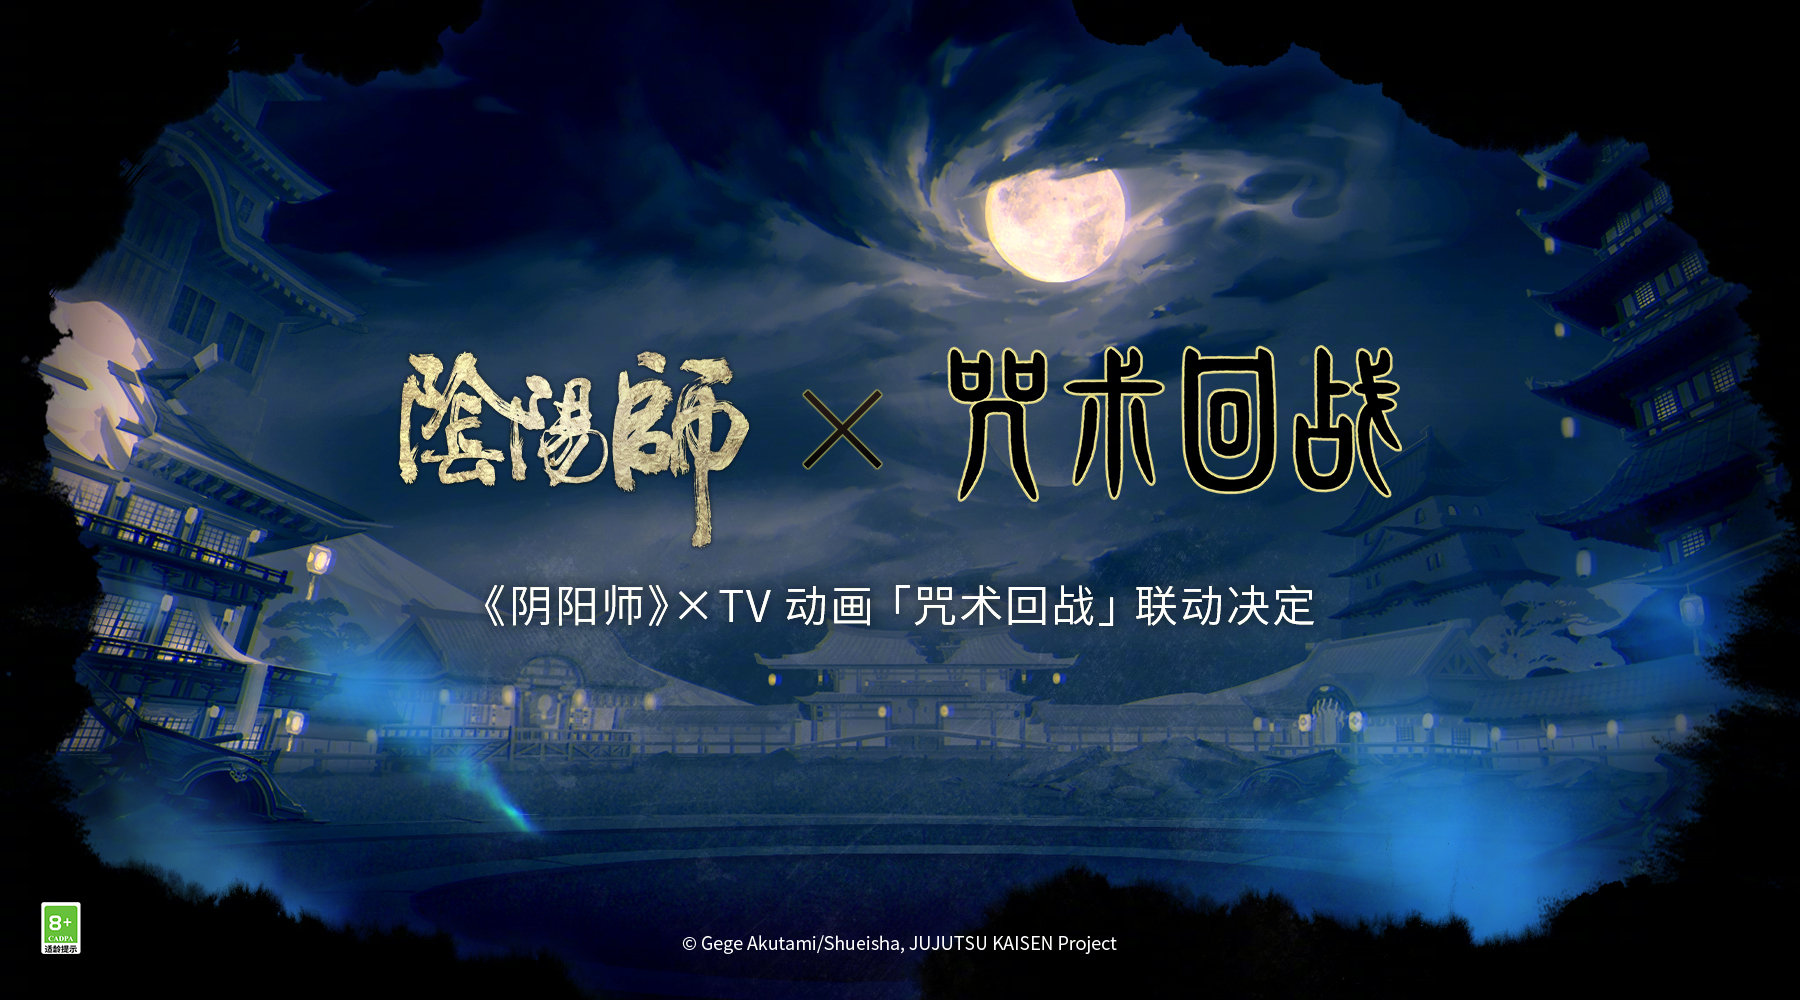 陰陽師 × 咒术回战
《阴阳师》×TV 动画「咒术回战」联动决定
8+
CADPA
适龄提示
© Gege Akutami/Shueisha, JUJUTSU KAISEN Project